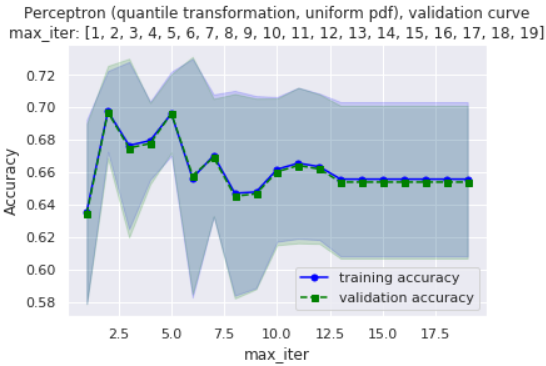 Perceptron (quantile transformation, uniform pdf), validation curve
max_iter: [1, 2, 3, 4, 5, 6, 7, 8, 9, 10, 11, 12, 13, 14, 15, 16, 17, 18, 19]
0.72
0.70
0.68
0.66
0.64
0.62
0.60
0.58
Accuracy
training accuracy
validation accuracy
2.5 5.0 7.5 10.0 12.5 15.0 17.5
max_iter